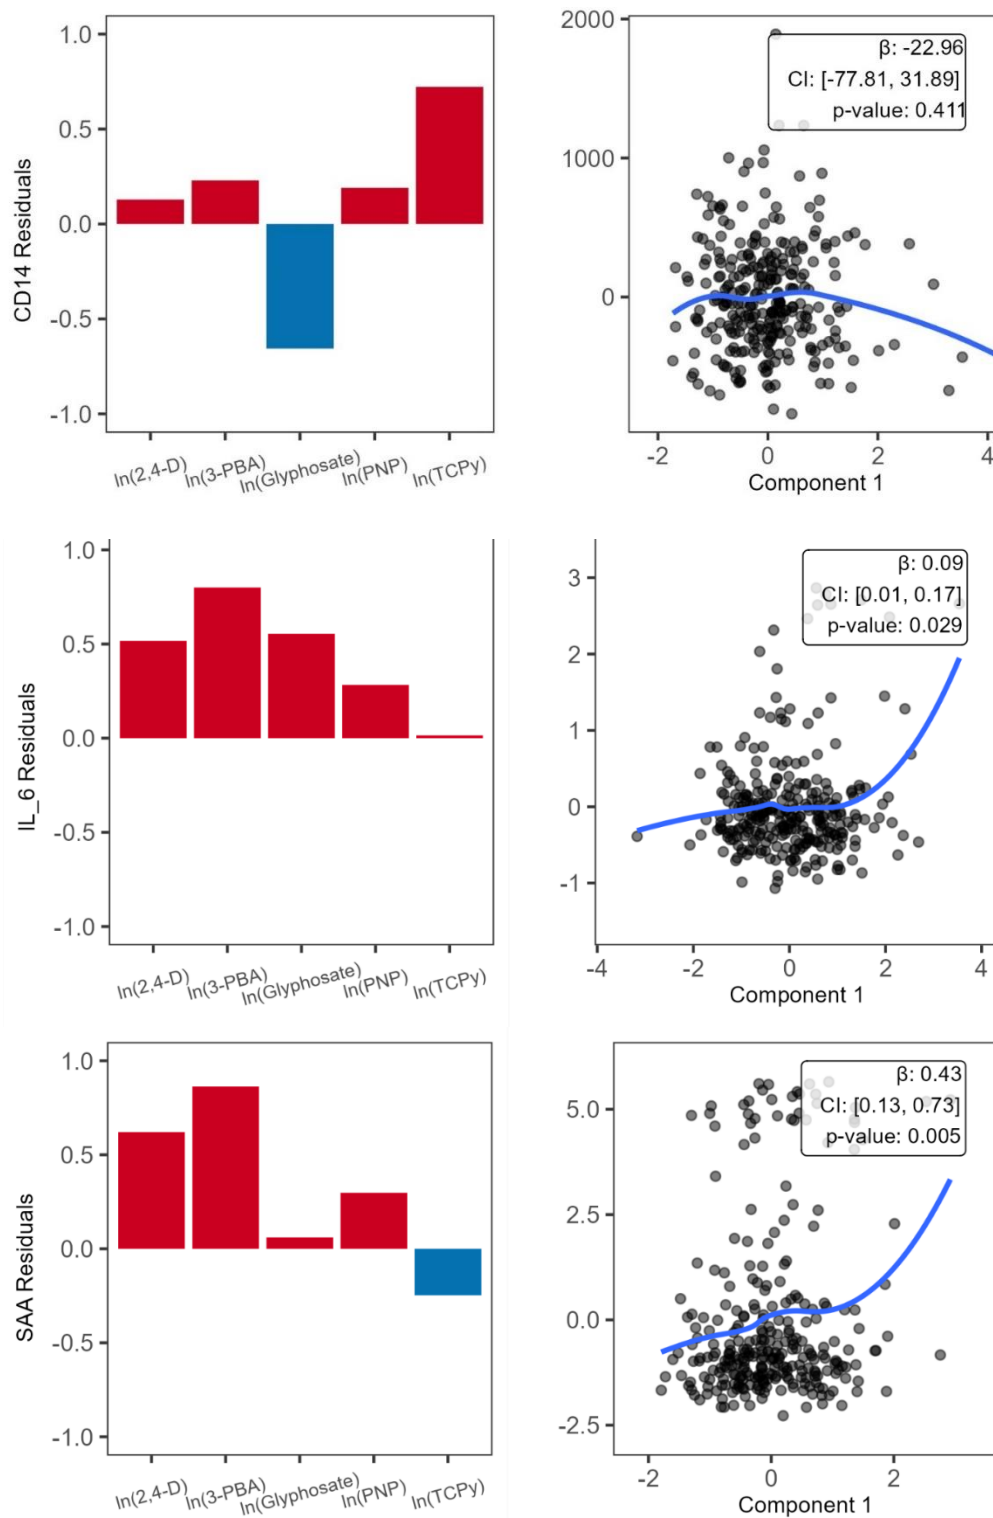 CD14 Residuals
1.0
0.5
0.0
-0.5
-1.0
ln(2,4-D)
ln(3-PBA)
ln(Glyphosate)
ln(PNP)
ln(TCPy)
2000
1000
0
β: -22.96
CI: [-77.81, 31.89]
p-value: 0.411
-2
0
2
4
Component 1
IL_6 Residuals
1.0
0.5
0.0
-0.5
-1.0
ln(2,4-D)
ln(3-PBA)
ln(Glyphosate)
ln(PNP)
ln(TCPy)
3
2
1
0
-1
β: 0.09
CI: [0.01, 0.17]
p-value: 0.029
-4
-2
0
2
4
Component 1
SAA Residuals
1.0
0.5
0.0
-0.5
-1.0
ln(2,4-D)
ln(3-PBA)
ln(Glyphosate)
ln(PNP)
ln(TCPy)
5.0
2.5
0.0
-2.5
β: 0.43
CI: [0.13, 0.73]
p-value: 0.005
-2
0
2
Component 1